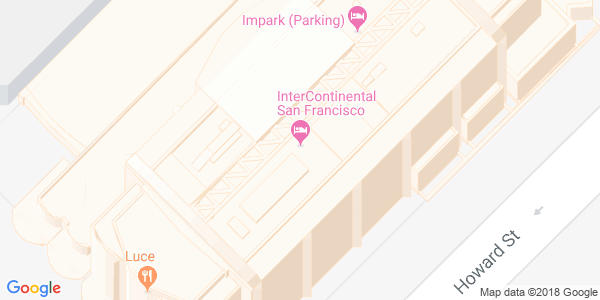 Impark (Parking)
InterContinental
San Francisco
Luce
Howard St
Google
Map data ©2018 Google